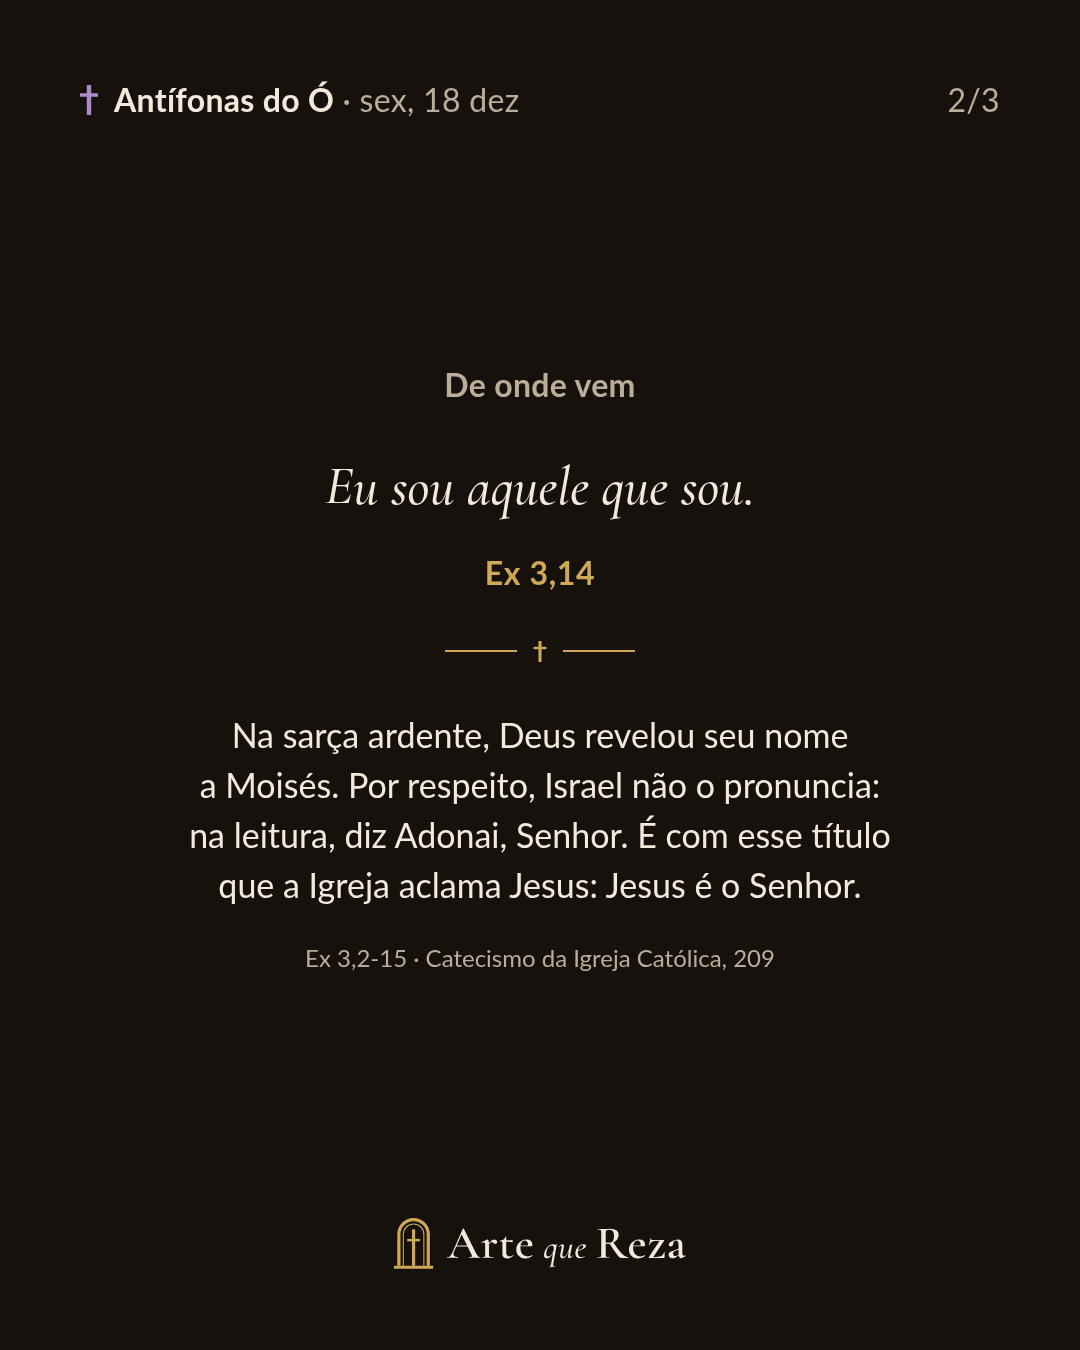 † Antífonas do Ó · sex, 18 dez 2/3
De onde vem
Eu sou aquele que sou.
Ex 3,14
†
Na sarça ardente, Deus revelou seu nome
a Moisés. Por respeito, Israel não o pronuncia:
na leitura, diz Adonai, Senhor. É com esse título
que a Igreja aclama Jesus: Jesus é o Senhor.
Ex 3,2-15 · Catecismo da Igreja Católica, 209
Arte que Reza